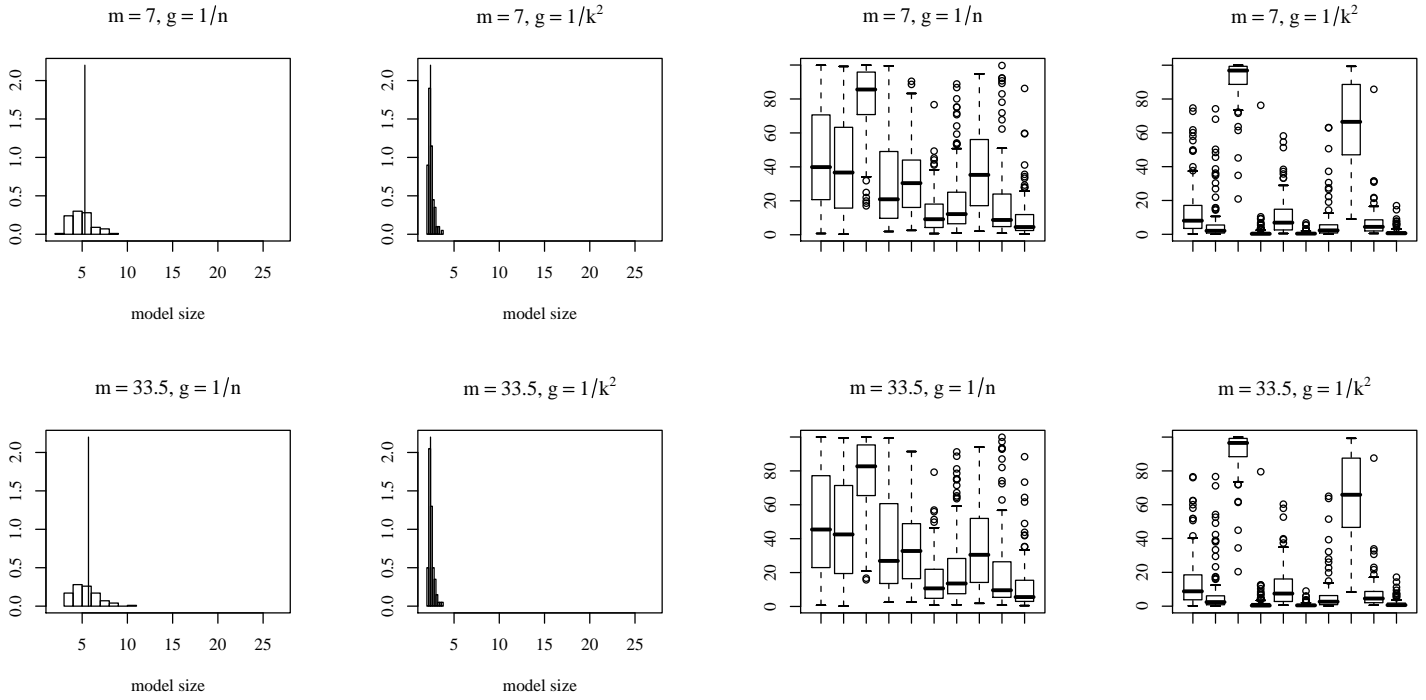 m = 7, g = 1/n
m = 7, g = 1/k²
m = 7, g = 1/n
m = 7, g = 1/k²
0.0 0.5 1.0 1.5 2.0
5 10 15 20 25
model size
0.0 0.5 1.0 1.5 2.0
5 10 15 20 25
model size
0 20 40 60 80
0 20 40 60 80
m = 33.5, g = 1/n
m = 33.5, g = 1/k²
m = 33.5, g = 1/n
m = 33.5, g = 1/k²
0.0 0.5 1.0 1.5 2.0
5 10 15 20 25
model size
0.0 0.5 1.0 1.5 2.0
5 10 15 20 25
model size
0 20 40 60 80
0 20 40 60 80